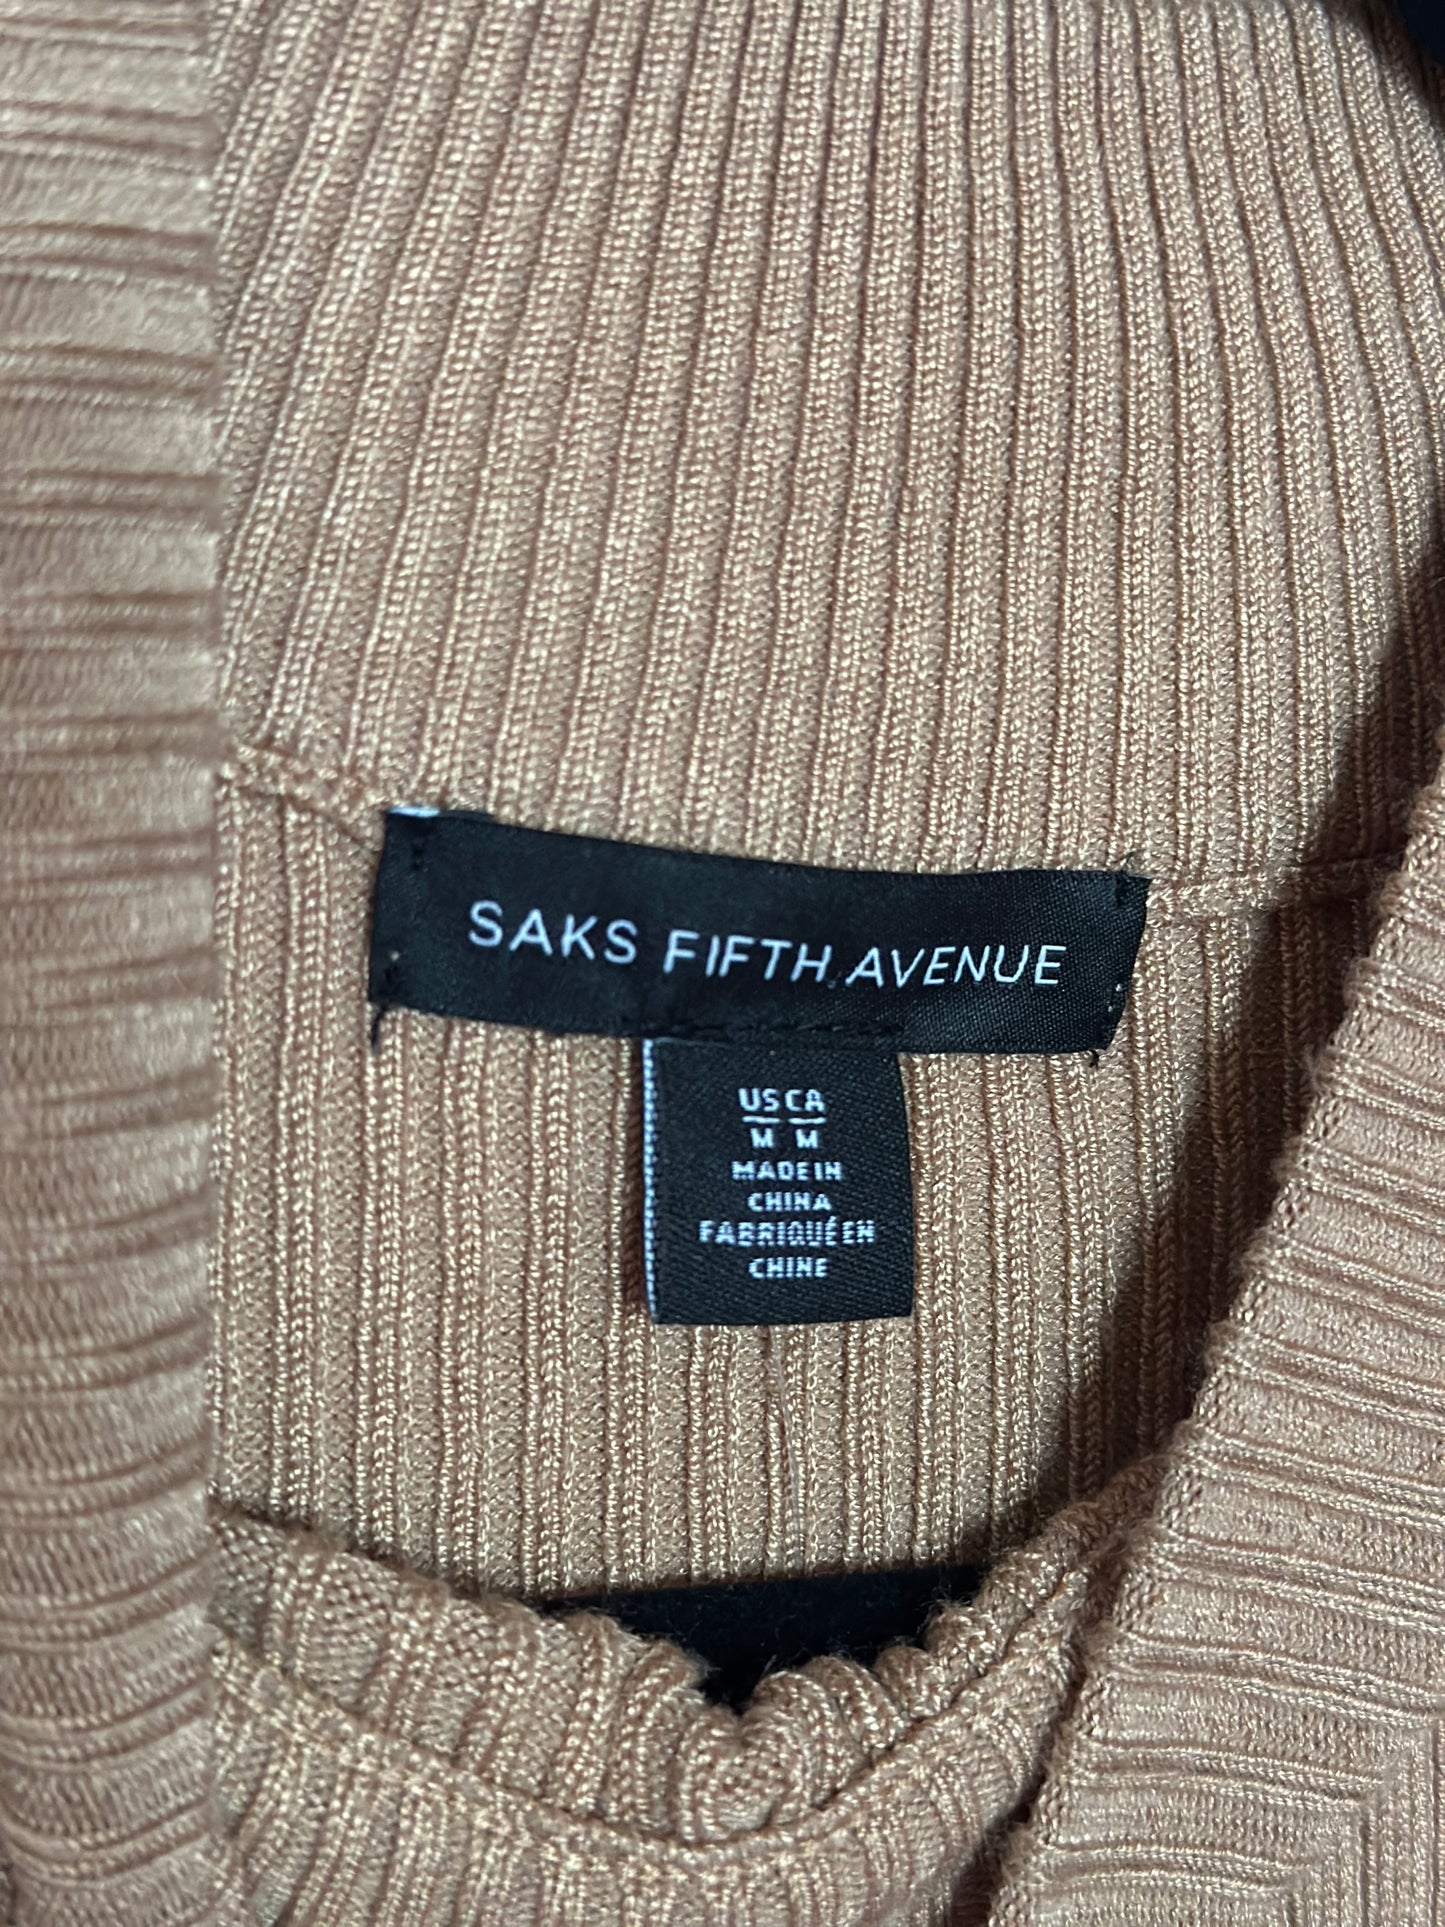 SAKS FIFTH AVENUE
US CA
M M
MADE IN
CHINA
FABRIQUÉ EN
CHINE